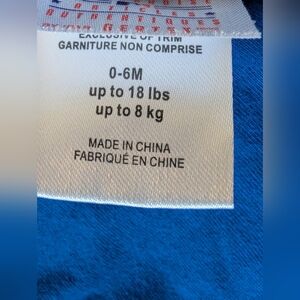 EXCLUSIVE OF TRIM
GARNITURE NON COMPRISE
0-6M
up to 18 lbs
up to 8 kg
MADE IN CHINA
FABRIQUÉ EN CHINE